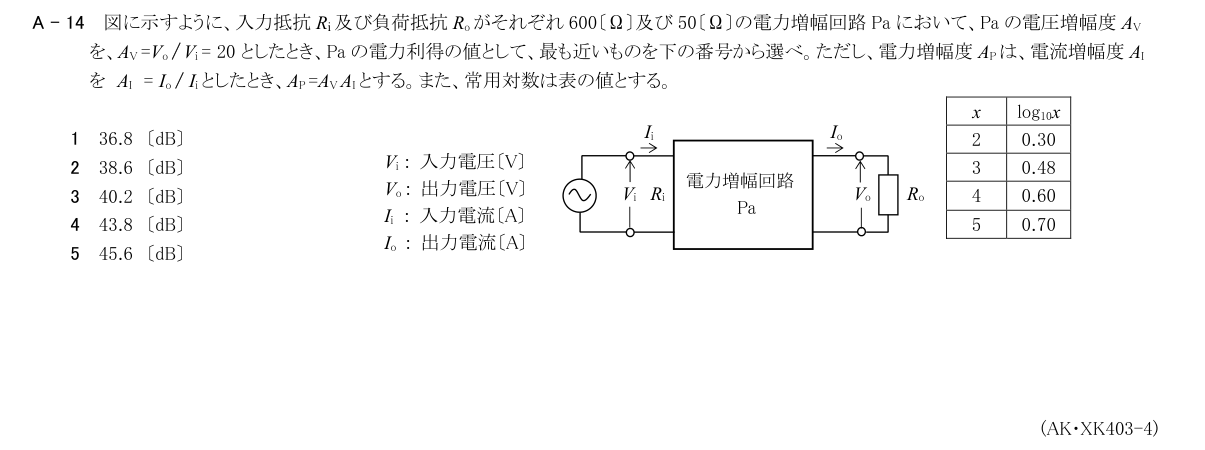 A－14　図に示すように、入力抵抗 Ri 及び負荷抵抗 Ro がそれぞれ 600〔Ω〕及び 50〔Ω〕の電力増幅回路 Pa において、Pa の電圧増幅度 AV
を、AV=Vo/Vi= 20 としたとき、Pa の電力利得の値として、最も近いものを下の番号から選べ。ただし、電力増幅度 AP は、電流増幅度 AI
を AI = Io/Ii としたとき、AP=AVAI とする。また、常用対数は表の値とする。
1　36.8 〔dB〕
2　38.6 〔dB〕
3　40.2 〔dB〕
4　43.8 〔dB〕
5　45.6 〔dB〕
Vi : 入力電圧〔V〕
Vo : 出力電圧〔V〕
Ii : 入力電流〔A〕
Io : 出力電流〔A〕
Ii
Io
Vi Ri
電力増幅回路
Pa
Vo
Ro
x log10x
2 0.30
3 0.48
4 0.60
5 0.70
(AK・XK403-4)